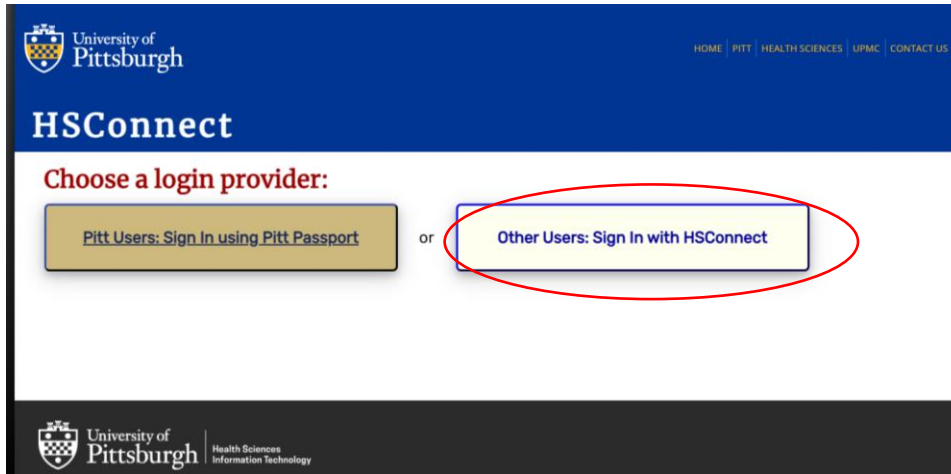 University of
Pittsburgh
HOME PITT HEALTH SCIENCES UPMC CONTACT US
HSConnect
Choose a login provider:
Pitt Users: Sign In using Pitt Passport or Other Users: Sign In with HSConnect
University of
Pittsburgh
Health Sciences
Information Technology